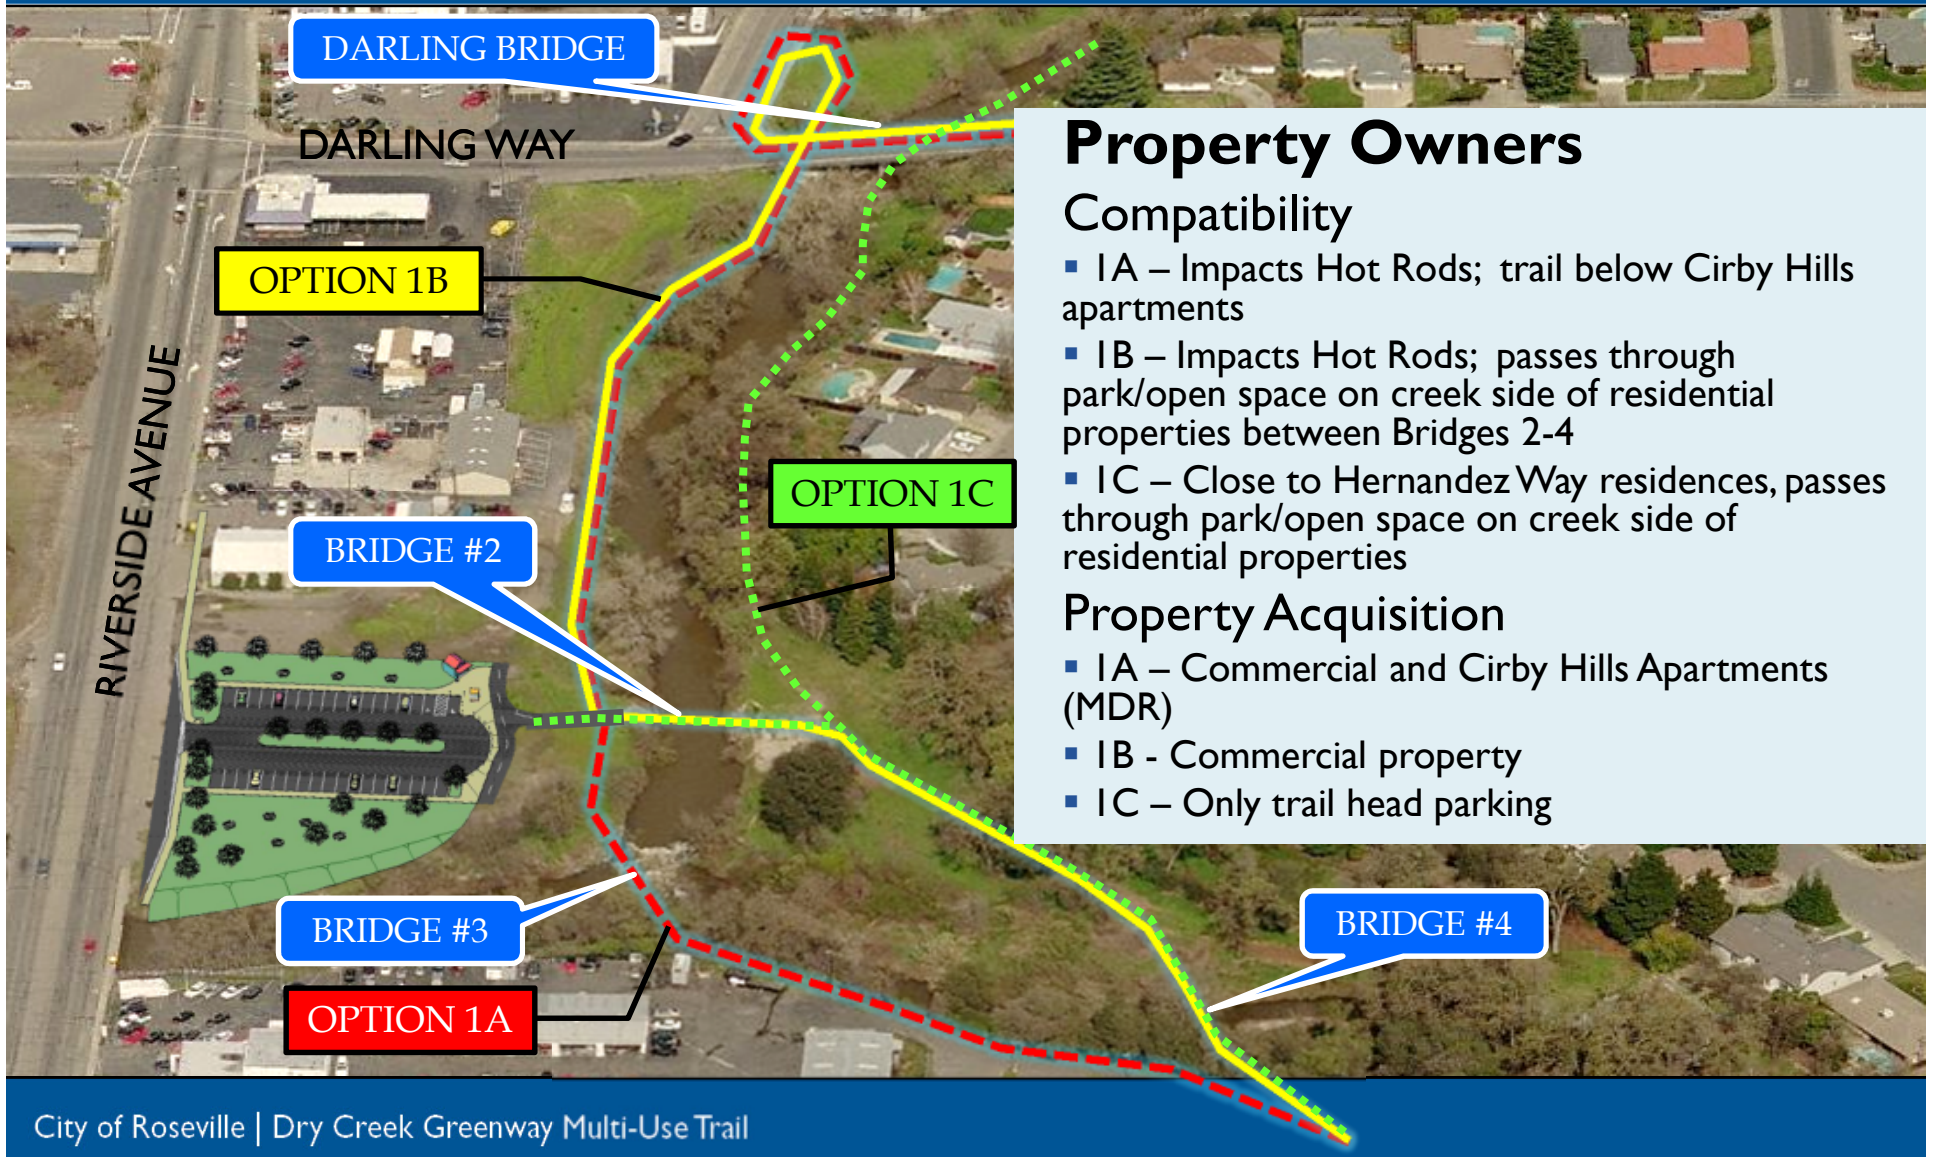 DARLING BRIDGE
DARLING WAY
OPTION 1B
RIVERSIDE AVENUE
OPTION 1C
BRIDGE #2
BRIDGE #3
OPTION 1A
BRIDGE #4
Property Owners
Compatibility
▪ 1A – Impacts Hot Rods; trail below Cirby Hills
apartments
▪ 1B – Impacts Hot Rods; passes through
park/open space on creek side of residential
properties between Bridges 2-4
▪ 1C – Close to Hernandez Way residences, passes
through park/open space on creek side of
residential properties
Property Acquisition
▪ 1A – Commercial and Cirby Hills Apartments
(MDR)
▪ 1B - Commercial property
▪ 1C – Only trail head parking
City of Roseville | Dry Creek Greenway Multi-Use Trail